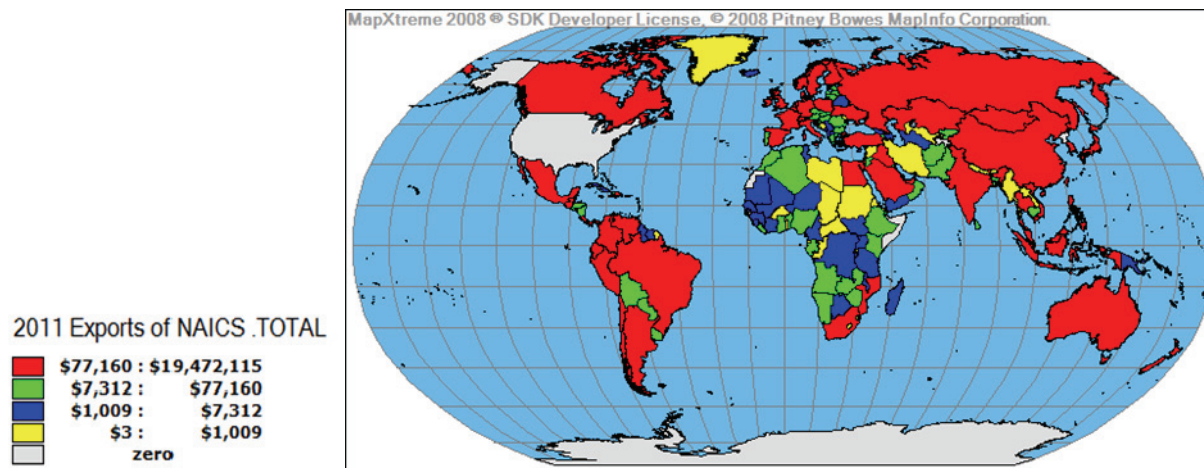 MapXtreme 2008 ® SDK Developer License, © 2008 Pitney Bowes MapInfo Corporation.
2011 Exports of NAICS .TOTAL
$77,160 : $19,472,115
$7,312 : $77,160
$1,009 : $7,312
$3 : $1,009
zero